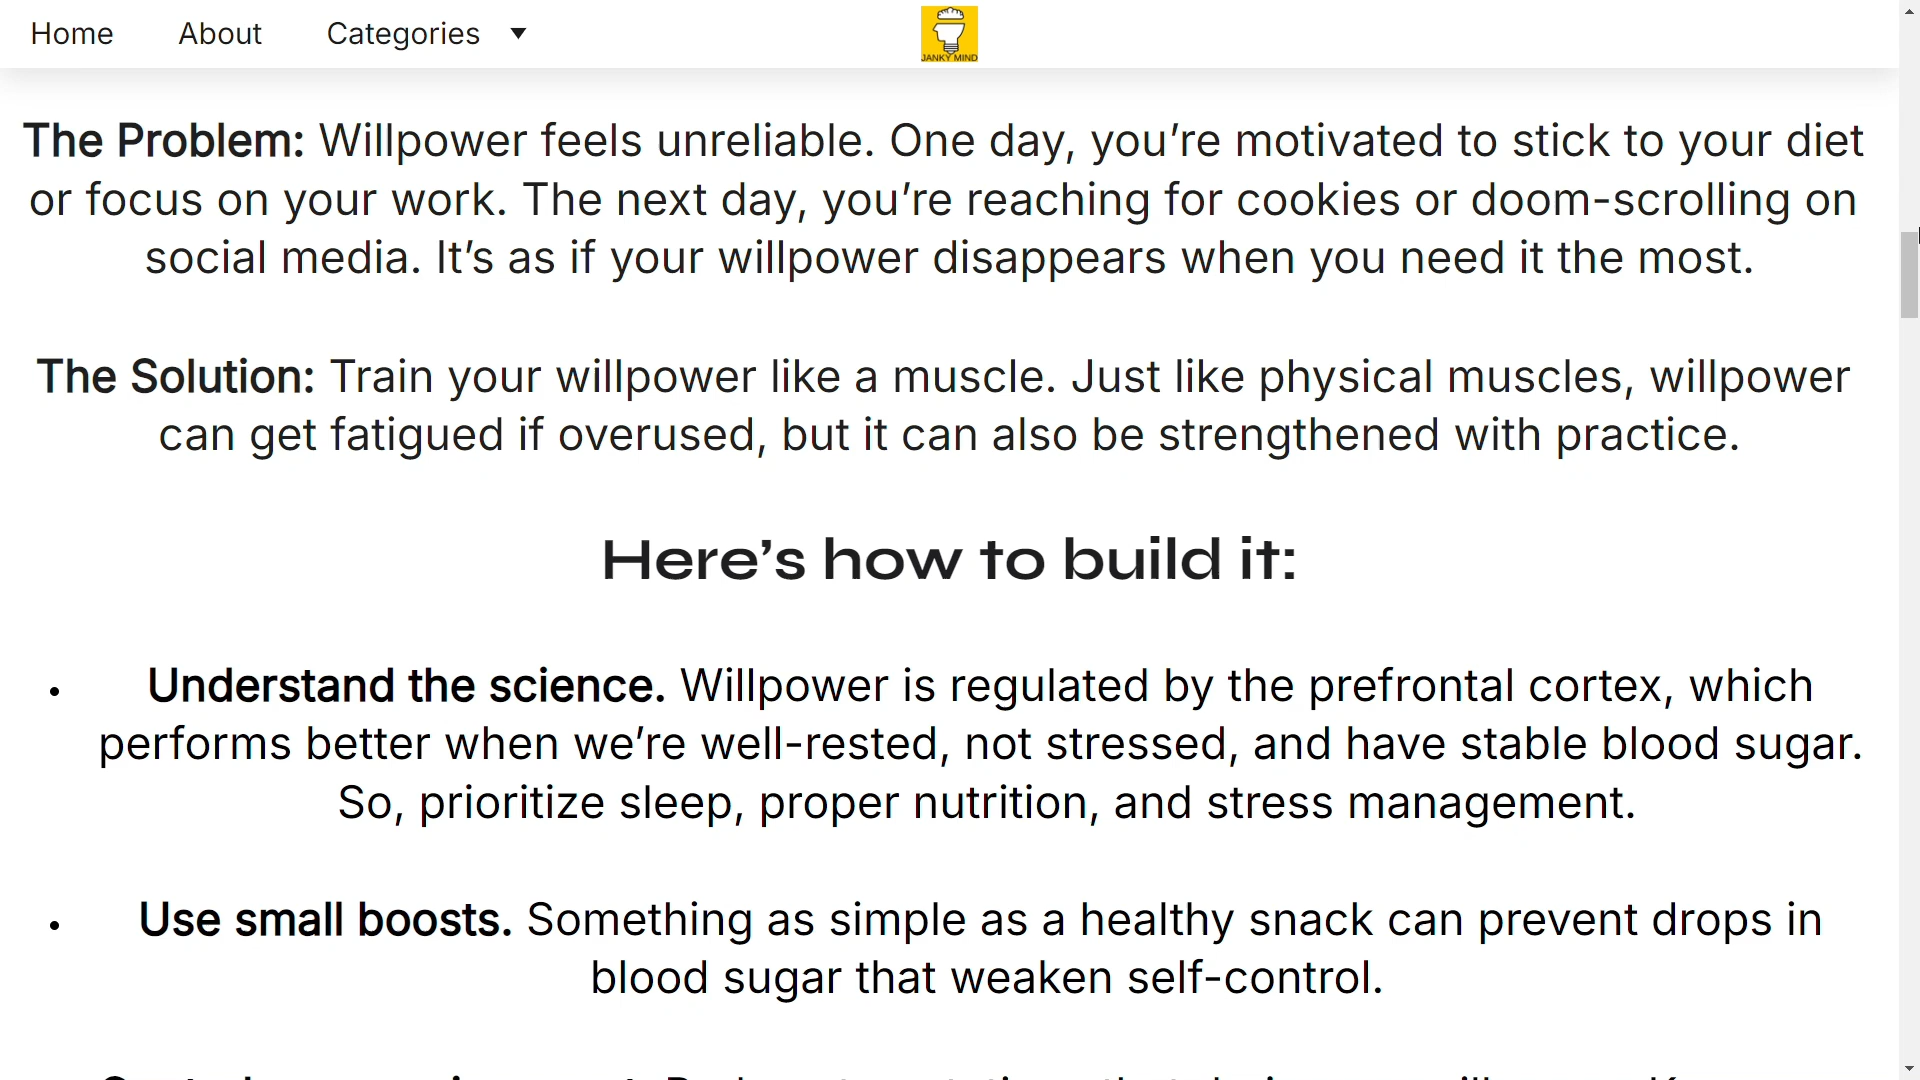 Home About Categories ▼
JANKY MIND
The Problem: Willpower feels unreliable. One day, you’re motivated to stick to your diet
or focus on your work. The next day, you’re reaching for cookies or doom-scrolling on
social media. It’s as if your willpower disappears when you need it the most.
The Solution: Train your willpower like a muscle. Just like physical muscles, willpower
can get fatigued if overused, but it can also be strengthened with practice.
Here’s how to build it:
• Understand the science. Willpower is regulated by the prefrontal cortex, which
performs better when we’re well-rested, not stressed, and have stable blood sugar.
So, prioritize sleep, proper nutrition, and stress management.
• Use small boosts. Something as simple as a healthy snack can prevent drops in
blood sugar that weaken self-control.